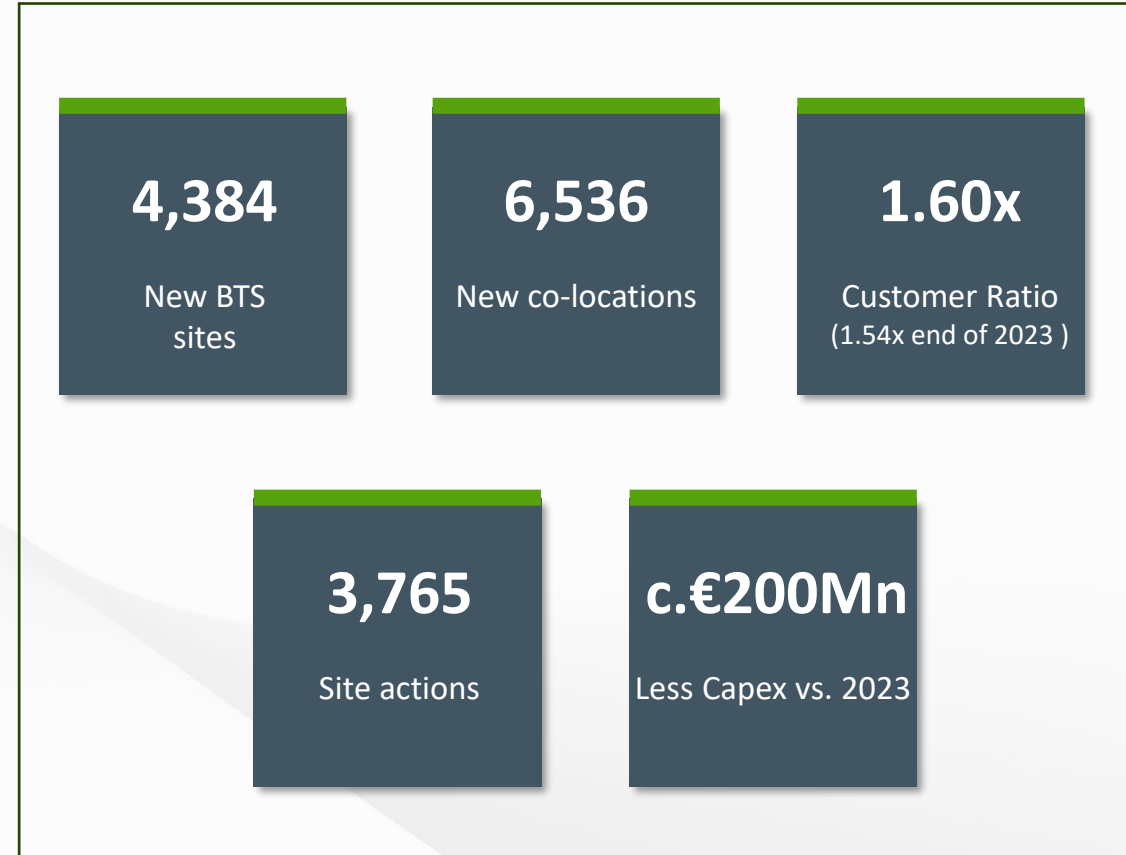 4,384
New BTS
sites
6,536
New co-locations
1.60x
Customer Ratio
(1.54x end of 2023 )
3,765
Site actions
c.€200Mn
Less Capex vs. 2023